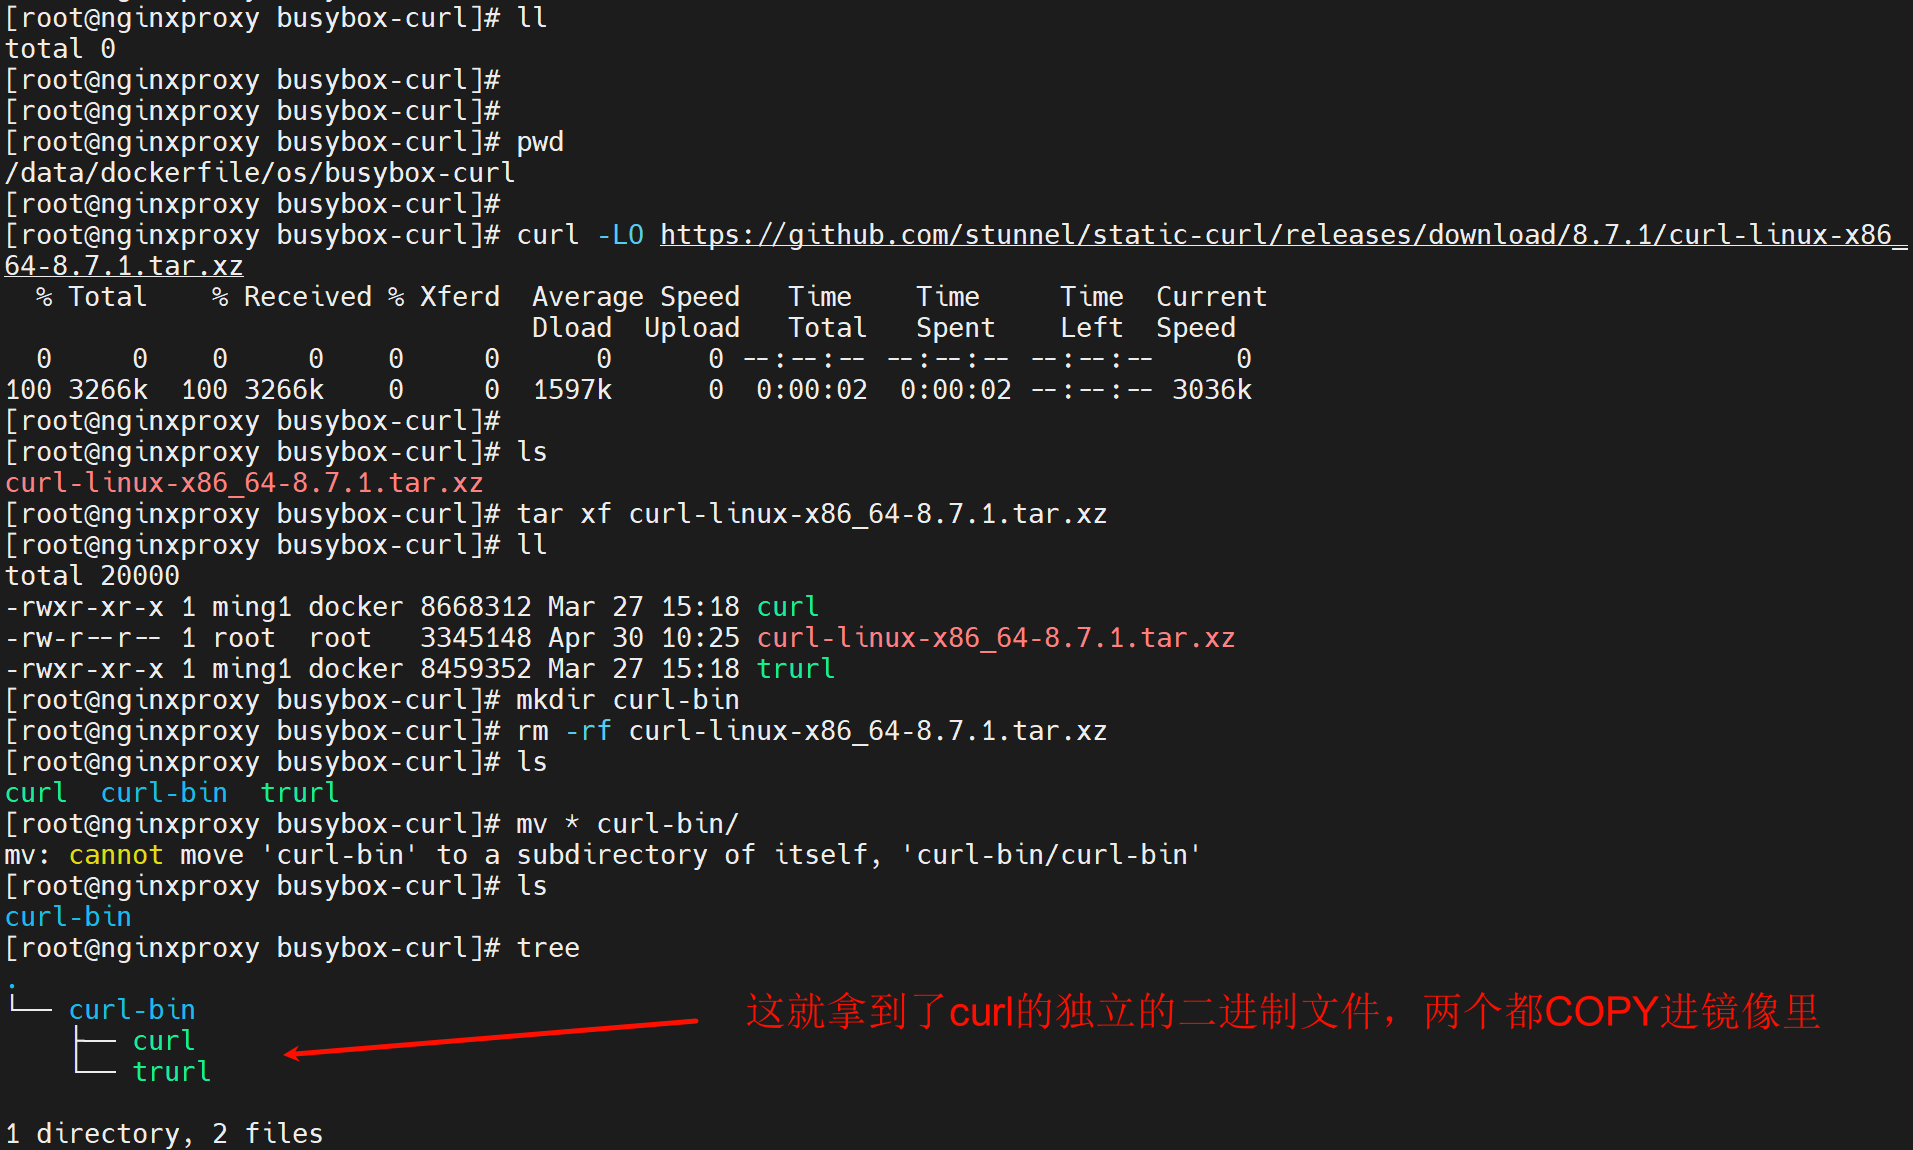 [root@nginxproxy busybox-curl]# ll
total 0
[root@nginxproxy busybox-curl]#
[root@nginxproxy busybox-curl]#
[root@nginxproxy busybox-curl]# pwd
/data/dockerfile/os/busybox-curl
[root@nginxproxy busybox-curl]#
[root@nginxproxy busybox-curl]# curl -LO https://github.com/stunnel/static-curl/releases/download/8.7.1/curl-linux-x86_
64-8.7.1.tar.xz
  % Total    % Received % Xferd  Average Speed   Time    Time     Time  Current
                                 Dload  Upload   Total   Spent    Left  Speed
  0     0    0     0    0     0      0      0 --:--:-- --:--:-- --:--:--     0
100 3266k  100 3266k    0     0  1597k      0  0:00:02  0:00:02 --:--:-- 3036k
[root@nginxproxy busybox-curl]#
[root@nginxproxy busybox-curl]# ls
curl-linux-x86_64-8.7.1.tar.xz
[root@nginxproxy busybox-curl]# tar xf curl-linux-x86_64-8.7.1.tar.xz
[root@nginxproxy busybox-curl]# ll
total 20000
-rwxr-xr-x 1 ming1 docker 8668312 Mar 27 15:18 curl
-rw-r--r-- 1 root  root   3345148 Apr 30 10:25 curl-linux-x86_64-8.7.1.tar.xz
-rwxr-xr-x 1 ming1 docker 8459352 Mar 27 15:18 trurl
[root@nginxproxy busybox-curl]# mkdir curl-bin
[root@nginxproxy busybox-curl]# rm -rf curl-linux-x86_64-8.7.1.tar.xz
[root@nginxproxy busybox-curl]# ls
curl  curl-bin  trurl
[root@nginxproxy busybox-curl]# mv * curl-bin/
mv: cannot move 'curl-bin' to a subdirectory of itself, 'curl-bin/curl-bin'
[root@nginxproxy busybox-curl]# ls
curl-bin
[root@nginxproxy busybox-curl]# tree
.
└── curl-bin
    ├── curl
    └── trurl
这就拿到了curl的独立的二进制文件，两个都COPY进镜像里
1 directory, 2 files